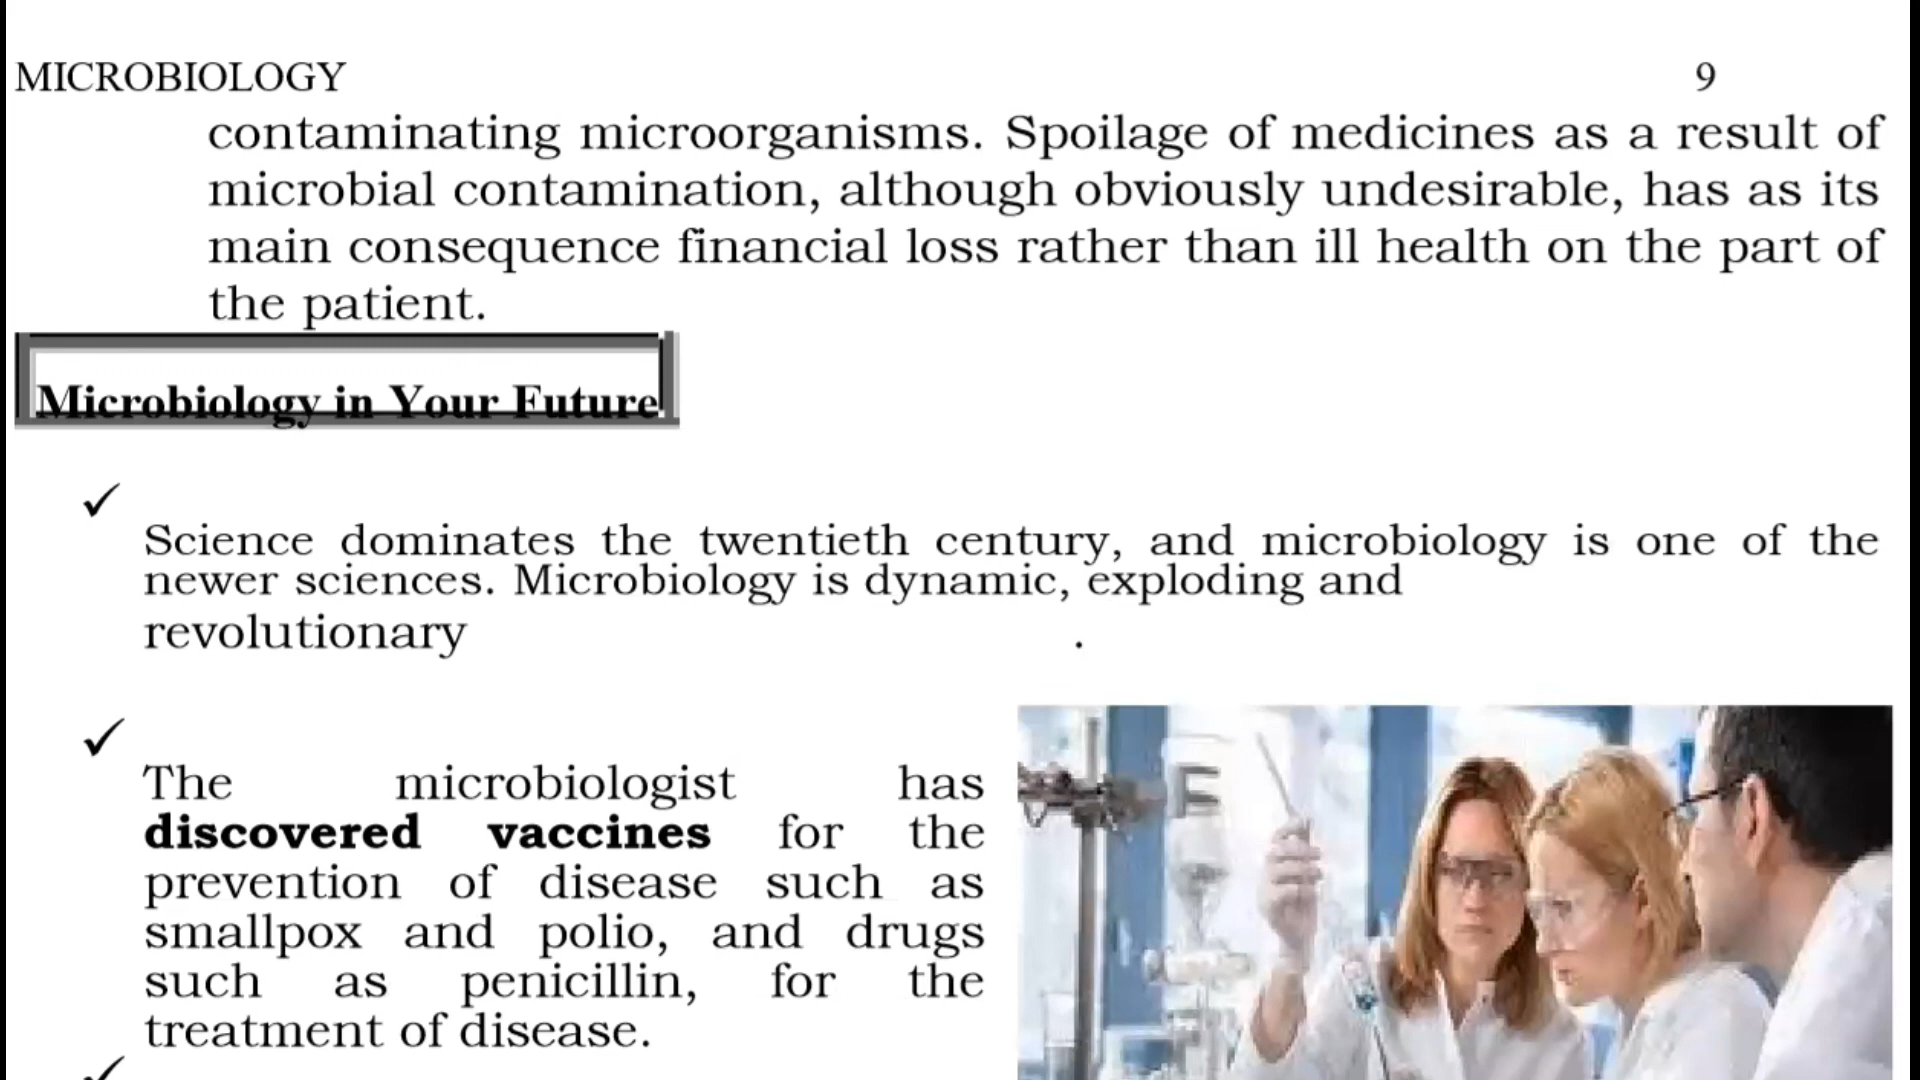 MICROBIOLOGY 9
contaminating microorganisms. Spoilage of medicines as a result of
microbial contamination, although obviously undesirable, has as its
main consequence financial loss rather than ill health on the part of
the patient.
Microbiology in Your Future
✓
Science dominates the twentieth century, and microbiology is one of the
newer sciences. Microbiology is dynamic, exploding and
revolutionary .
✓
The microbiologist has
discovered vaccines for the
prevention of disease such as
smallpox and polio, and drugs
such as penicillin, for the
treatment of disease.
✓